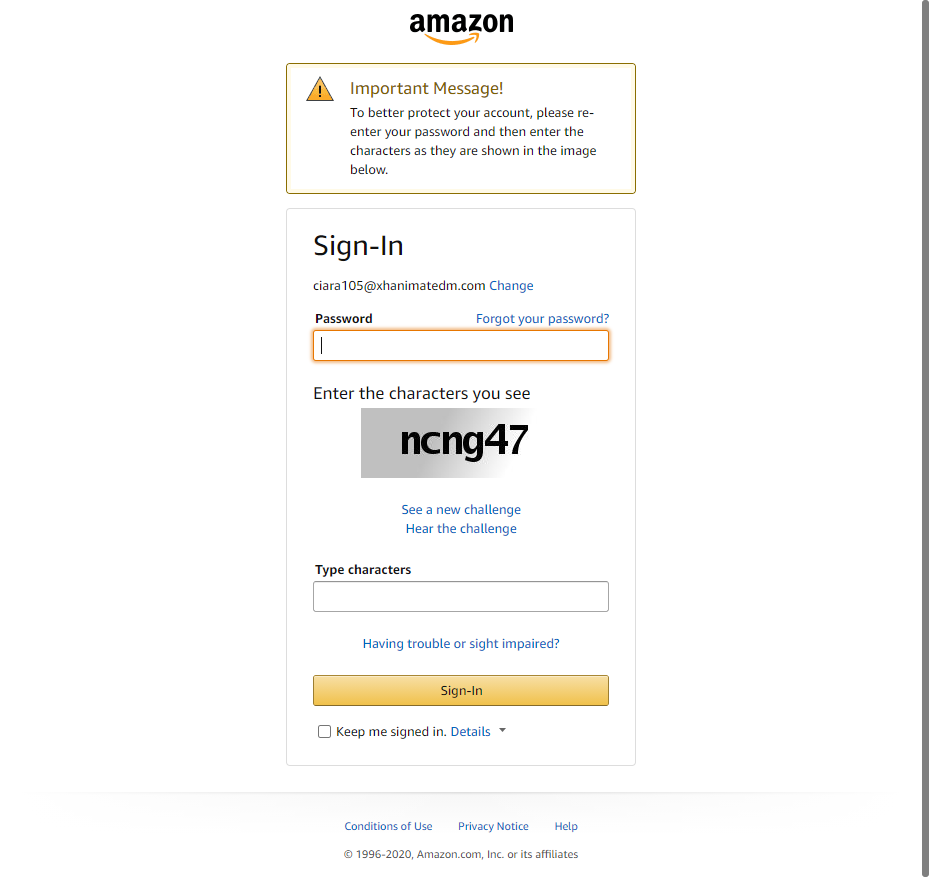 amazon
Important Message!
To better protect your account, please re-
enter your password and then enter the
characters as they are shown in the image
below.
Sign-In
ciara105@xhanimatedm.com Change
Password Forgot your password?
Enter the characters you see
ncng47
See a new challenge
Hear the challenge
Type characters
Having trouble or sight impaired?
Sign-In
Keep me signed in. Details
Conditions of Use Privacy Notice Help
© 1996-2020, Amazon.com, Inc. or its affiliates